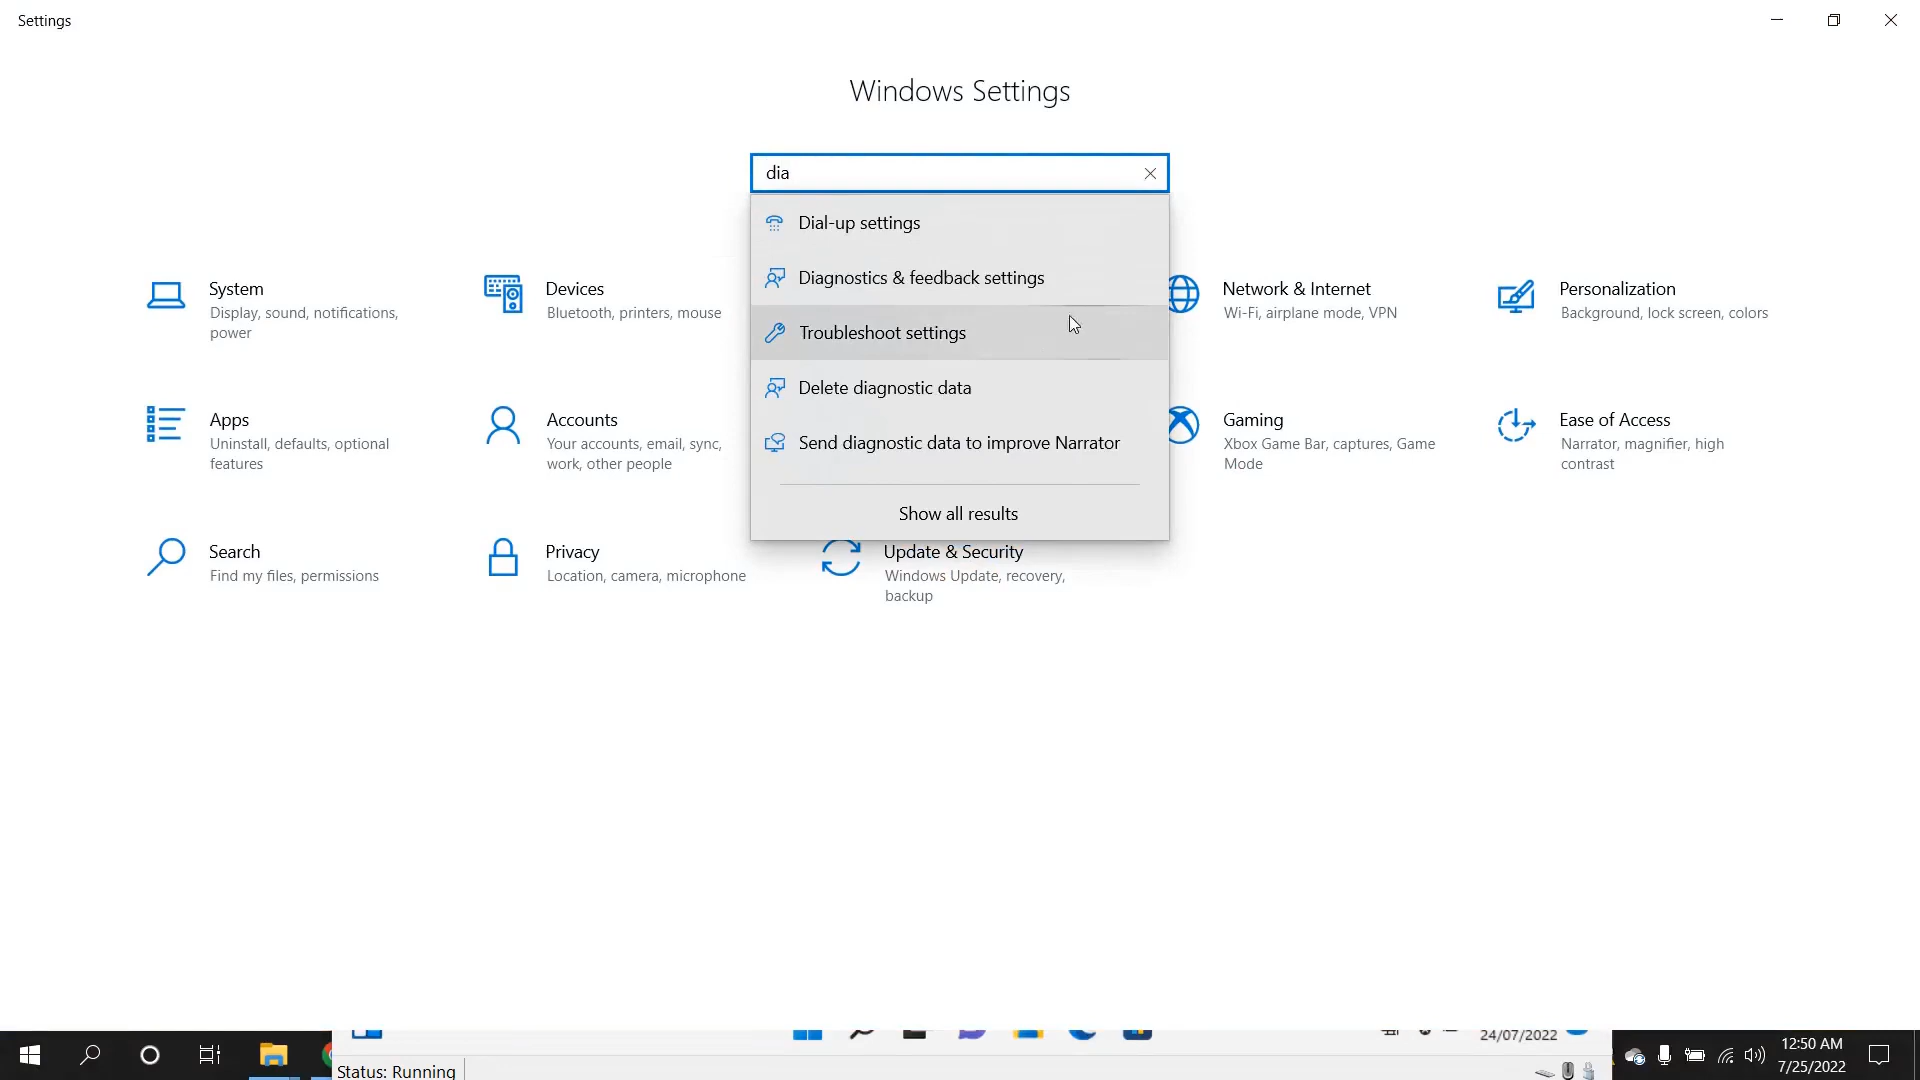 Settings
Windows Settings
dia
Dial-up settings
Diagnostics & feedback settings
Troubleshoot settings
Delete diagnostic data
Send diagnostic data to improve Narrator
Show all results
System
Display, sound, notifications,
power
Devices
Bluetooth, printers, mouse
Network & Internet
Wi-Fi, airplane mode, VPN
Personalization
Background, lock screen, colors
Apps
Uninstall, defaults, optional
features
Accounts
Your accounts, email, sync,
work, other people
Gaming
Xbox Game Bar, captures, Game
Mode
Ease of Access
Narrator, magnifier, high
contrast
Search
Find my files, permissions
Privacy
Location, camera, microphone
Update & Security
Windows Update, recovery,
backup
24/07/2022
Status: Running
12:50 AM
7/25/2022